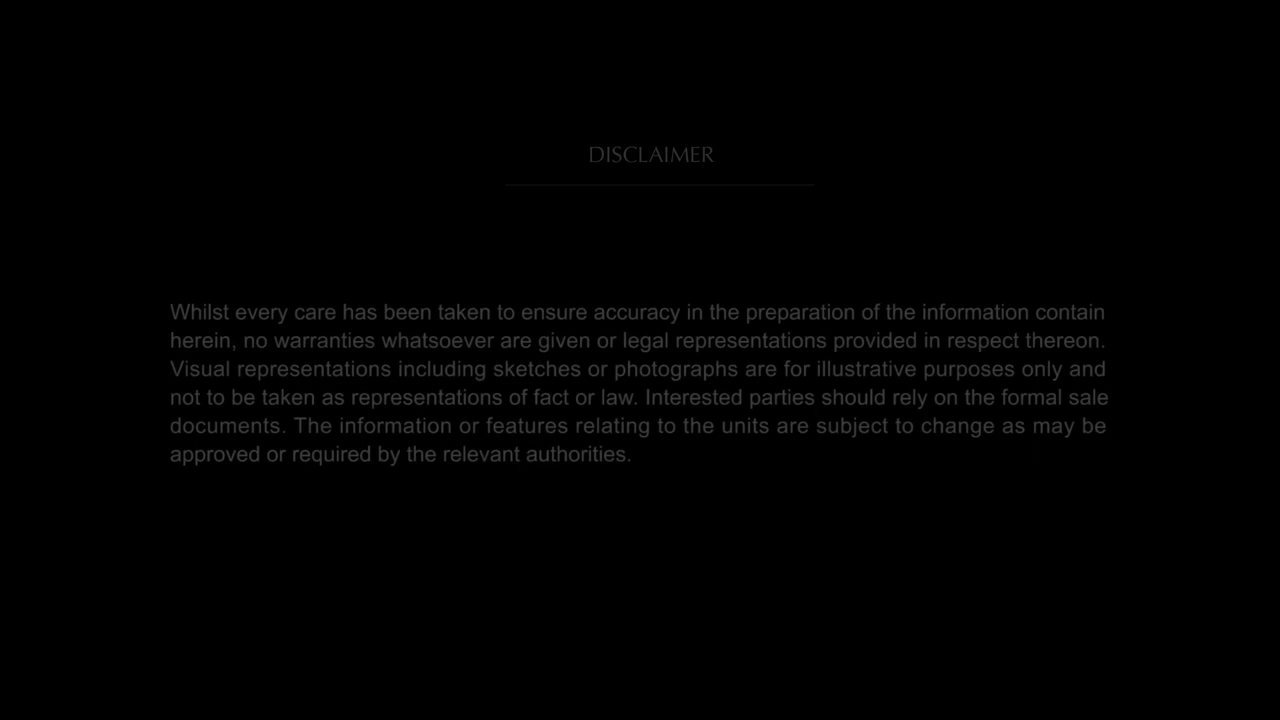 DISCLAIMER
Whilst every care has been taken to ensure accuracy in the preparation of the information contain
herein, no warranties whatsoever are given or legal representations provided in respect thereon.
Visual representations including sketches or photographs are for illustrative purposes only and
not to be taken as representations of fact or law. Interested parties should rely on the formal sale
documents. The information or features relating to the units are subject to change as may be
approved or required by the relevant authorities.